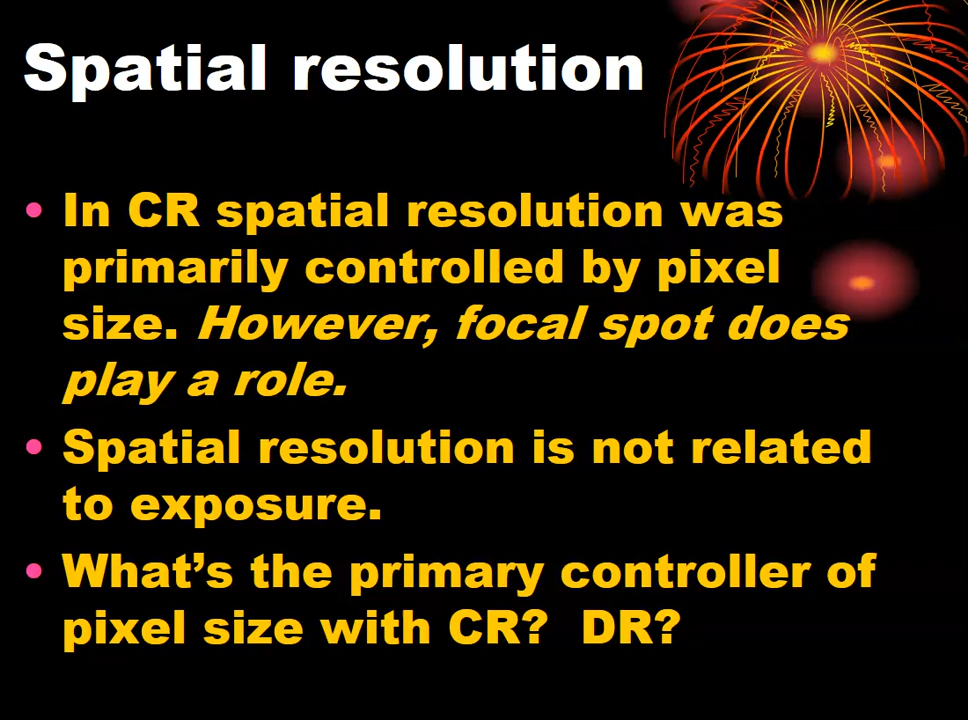 Spatial resolution
• In CR spatial resolution was
primarily controlled by pixel
size. However, focal spot does
play a role.
• Spatial resolution is not related
to exposure.
• What’s the primary controller of
pixel size with CR?  DR?